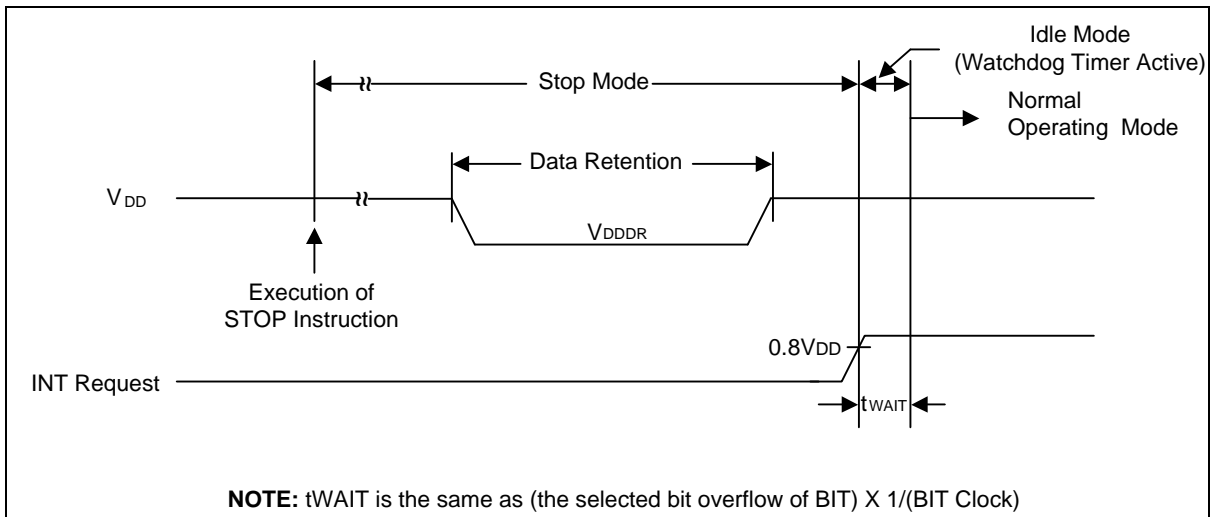 Idle Mode
(Watchdog Timer Active)
Stop Mode
Normal
Operating Mode
Data Retention
VDD
VDDDR
Execution of
STOP Instruction
0.8VDD
INT Request
tWAIT
NOTE: tWAIT is the same as (the selected bit overflow of BIT) X 1/(BIT Clock)